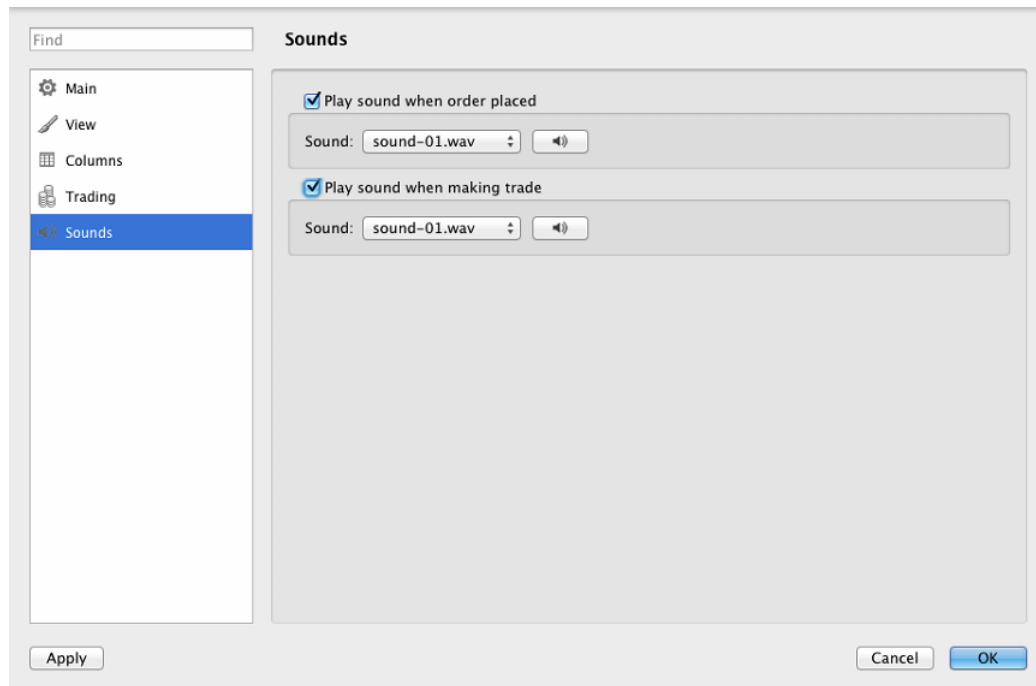 Find
Sounds
Main
View
Columns
Trading
Sounds
Play sound when order placed
Sound: sound-01.wav
Play sound when making trade
Sound: sound-01.wav
Apply
Cancel
OK